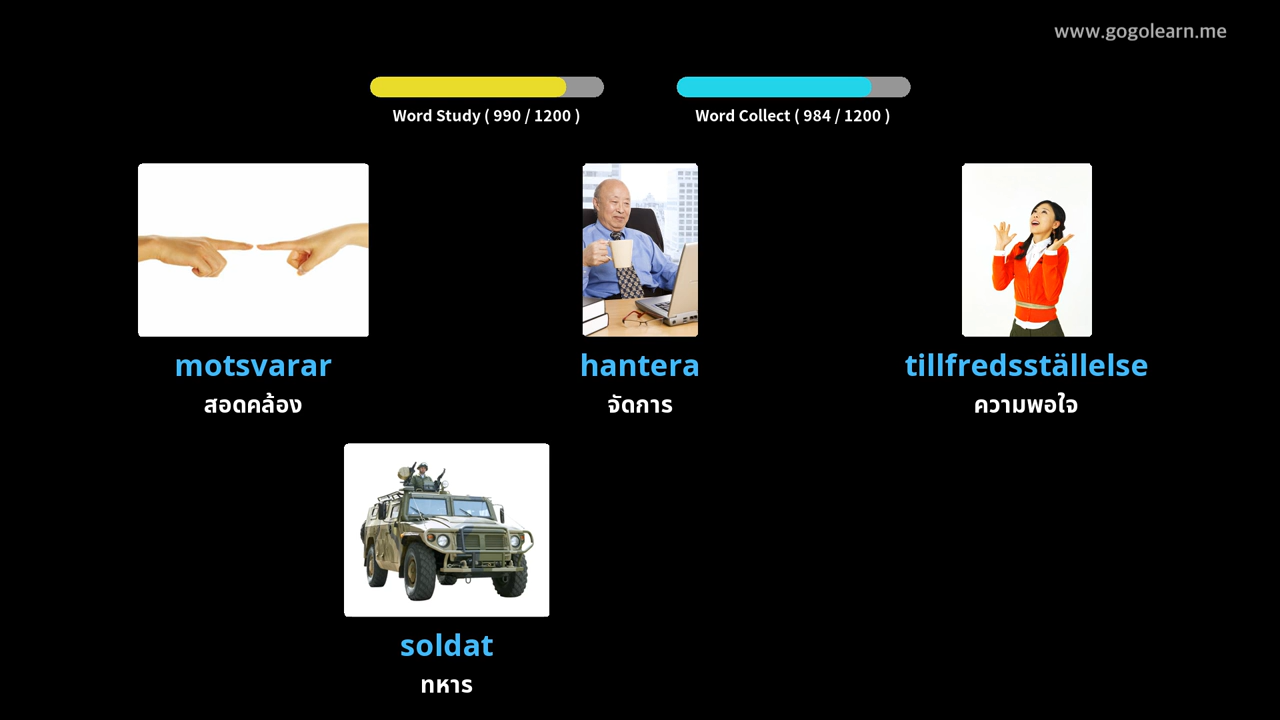 www.gogolearn.me
Word Study ( 990 / 1200 )
Word Collect ( 984 / 1200 )
motsvarar
สอดคล้อง
hantera
จัดการ
tillfredsställelse
ความพอใจ
soldat
ทหาร